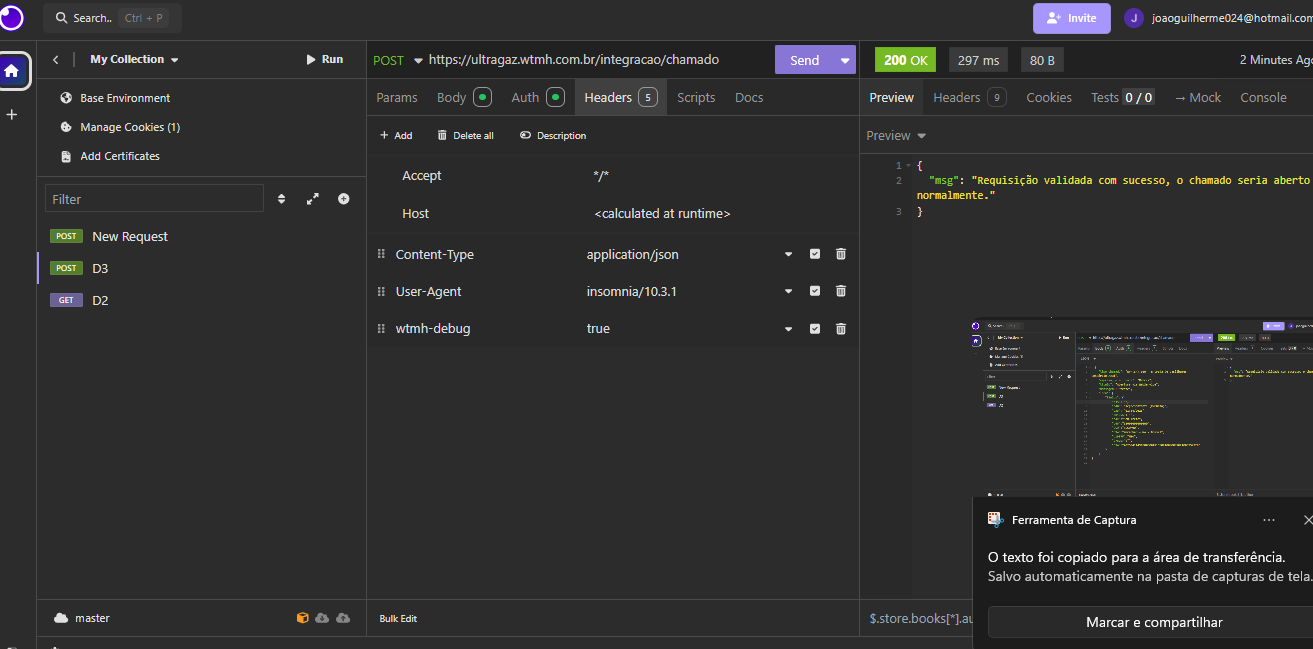 Search.. Ctrl + P
Invite
J joaoguilherme024@hotmail.com
My Collection
Run
POST https://ultragaz.wtmh.com.br/integracao/chamado
Send
200 OK 297 ms 80 B
2 Minutes Ago
Base Environment
Manage Cookies (1)
Add Certificates
Filter
POST New Request
POST D3
GET D2
master
Params Body Auth Headers 5 Scripts Docs
+ Add Delete all Description
Accept */*
Host <calculated at runtime>
Content-Type application/json
User-Agent insomnia/10.3.1
wtmh-debug true
Bulk Edit
Preview Headers 9 Cookies Tests 0 / 0 → Mock Console
Preview
1 {
2 "msg": "Requisição validada com sucesso, o chamado seria aberto
normalmente."
3 }
Ferramenta de Captura
O texto foi copiado para a área de transferência.
Salvo automaticamente na pasta de capturas de tela.
Marcar e compartilhar
$.store.books[*].au